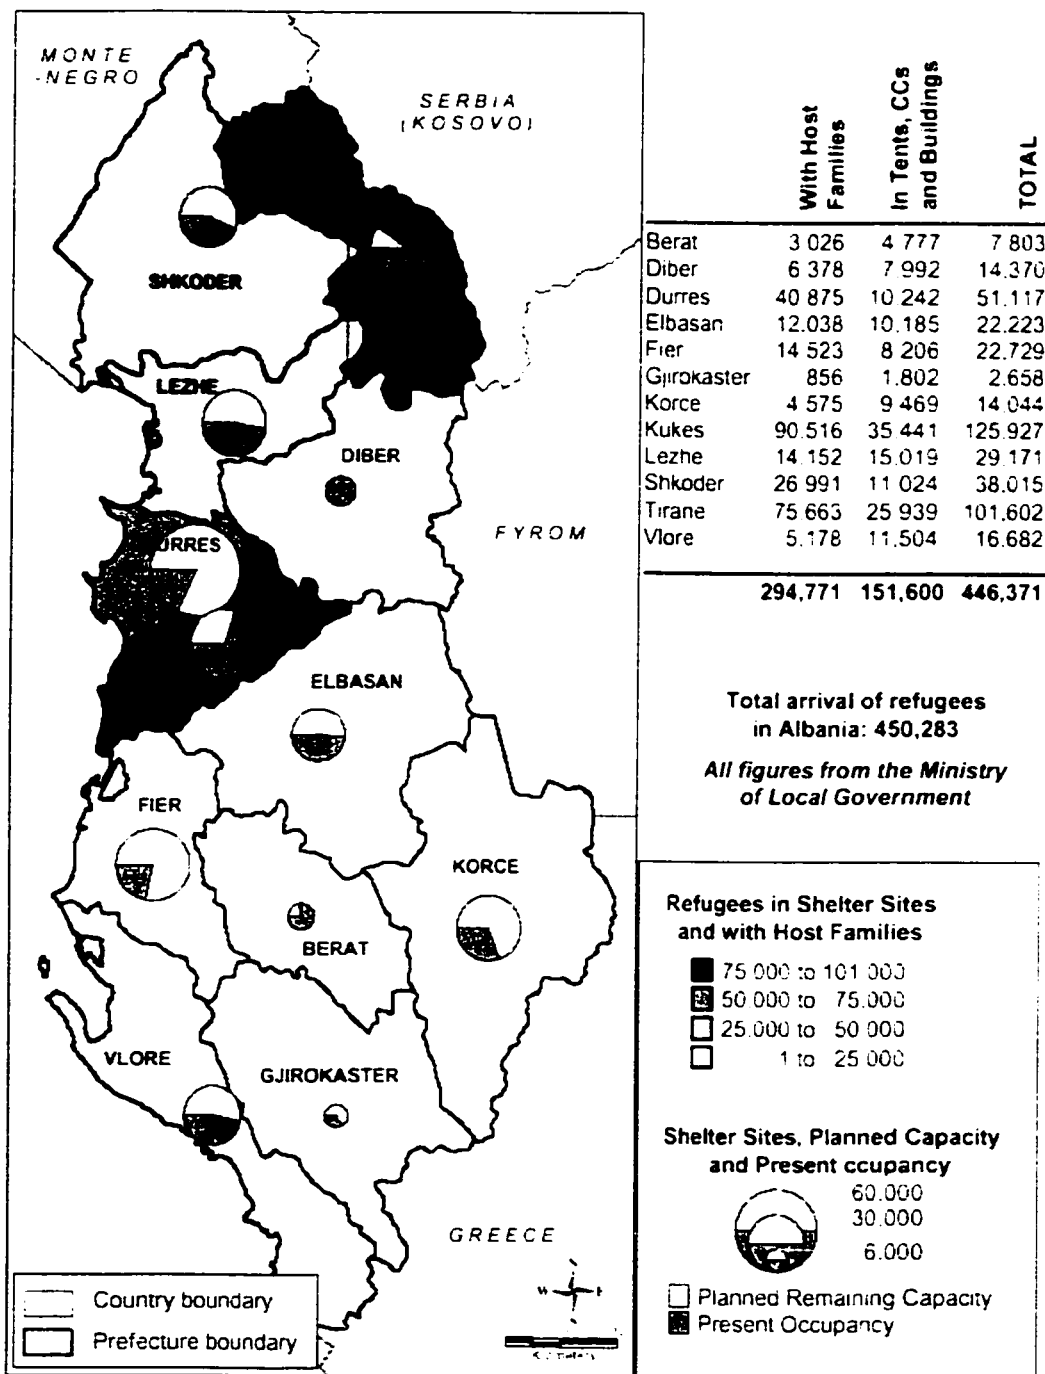 MONTE
-NEGRO
SERBIA
(KOSOVO)
SHKODER
LEZHE
DIBER
URRES
FYROM
ELBASAN
FIER
KORCE
BERAT
VLORE
GJIROKASTER
GREECE
W
Country boundary
Prefecture boundary
With Host Families
In Tents, CCs and Buildings
TOTAL
Berat 3 026 4 777 7 803
Diber 6 378 7 992 14.370
Durres 40 875 10 242 51.117
Elbasan 12.038 10.185 22.223
Fier 14 523 8 206 22.729
Gjirokaster 856 1.802 2.658
Korce 4 575 9 469 14.044
Kukes 90.516 35 441 125.927
Lezhe 14.152 15.019 29.171
Shkoder 26 991 11 024 38.015
Tirane 75 663 25 939 101.602
Vlore 5.178 11.504 16.682
294,771 151,600 446,371
Total arrival of refugees
in Albania: 450,283
All figures from the Ministry
of Local Government
Refugees in Shelter Sites
and with Host Families
75 000 to 101 000
50 000 to 75.000
25.000 to 50 000
1 to 25 000
Shelter Sites, Planned Capacity
and Present ccupancy
60.000
30.000
6.000
Planned Remaining Capacity
Present Occupancy